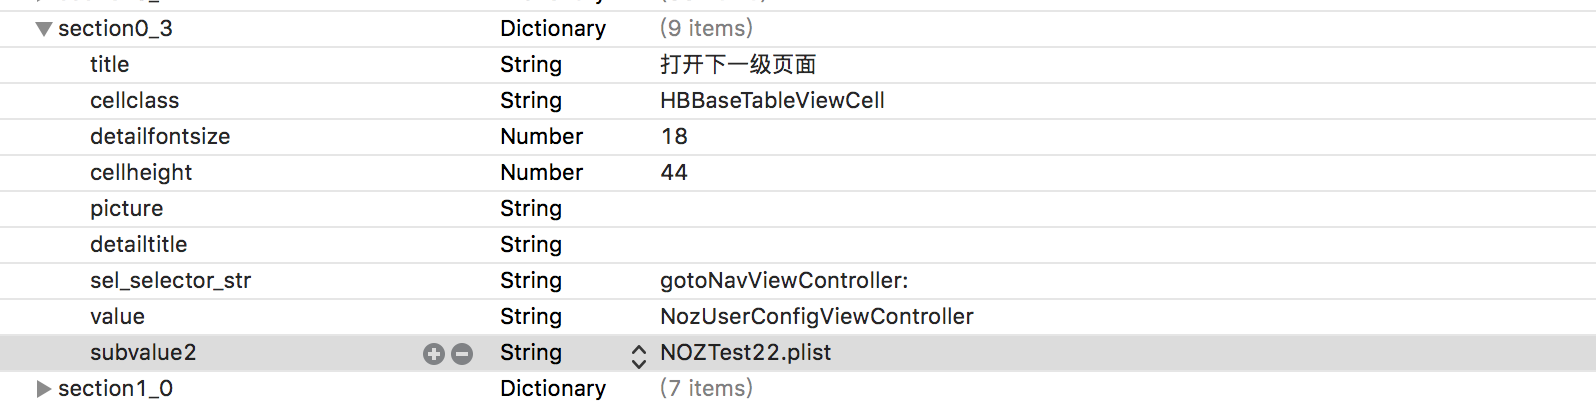 section0_3 Dictionary (9 items)
title String 打开下一级页面
cellclass String HBBaseTableViewCell
detailfontsize Number 18
cellheight Number 44
picture String
detailtitle String
sel_selector_str String gotoNavViewController:
value String NozUserConfigViewController
subvalue2 String NOZTest22.plist
section1_0 Dictionary (7 items)